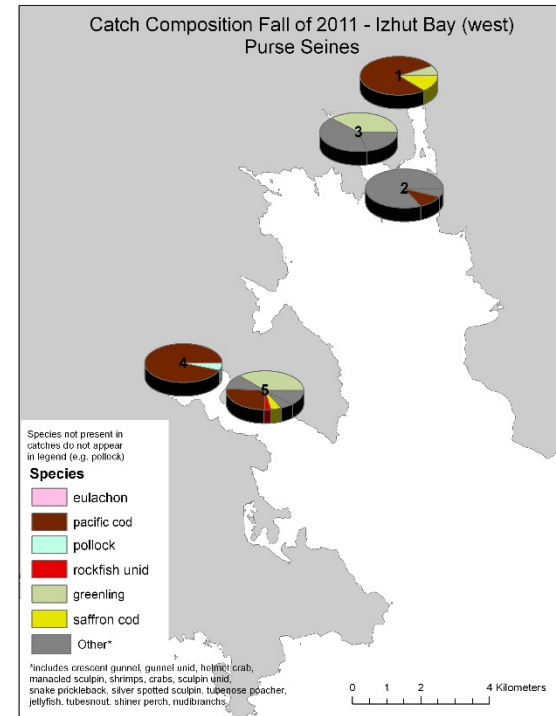 Catch Composition Fall of 2011 - Izhut Bay (west)
Purse Seines
1
3
2
4
5
Species not present in
catches do not appear
in legend (e.g. pollock)
Species
eulachon
pacific cod
pollock
rockfish unid
greenling
saffron cod
Other*
*includes crescent gunnel, gunnel unid, helmet crab,
manacled sculpin, shrimps, crabs, sculpin unid,
snake prickleback, silver spotted sculpin, tubenose poacher,
jellyfish, tubesnout, shiner perch, nudibranchs
0 1 2 4 Kilometers